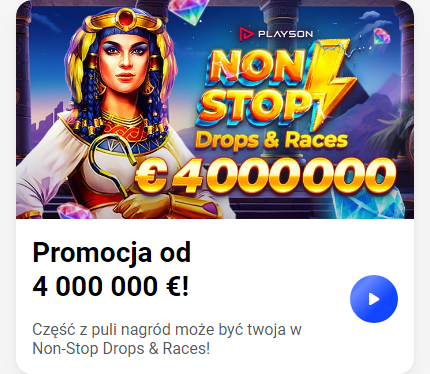 PLAYSON
NON
STOP
Drops & Races
€4000000
Promocja od
4 000 000 €!
Część z puli nagród może być twoja w
Non-Stop Drops & Races!